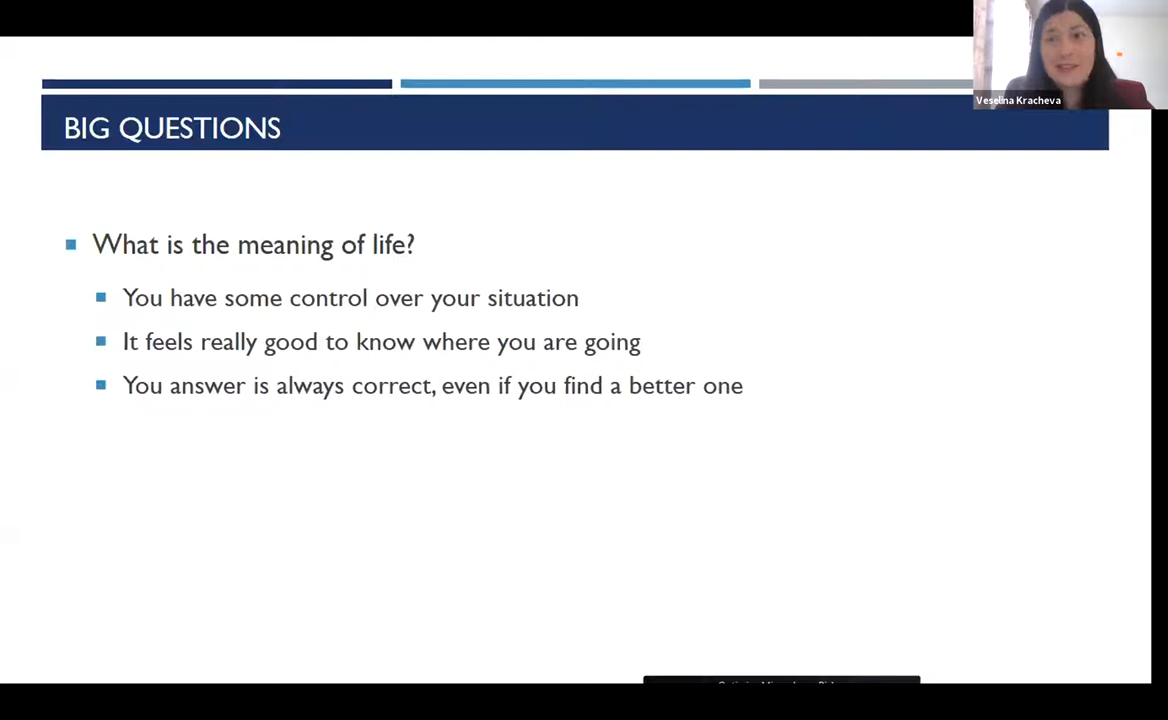 Veselina Kracheva
BIG QUESTIONS
What is the meaning of life?
You have some control over your situation
It feels really good to know where you are going
You answer is always correct, even if you find a better one